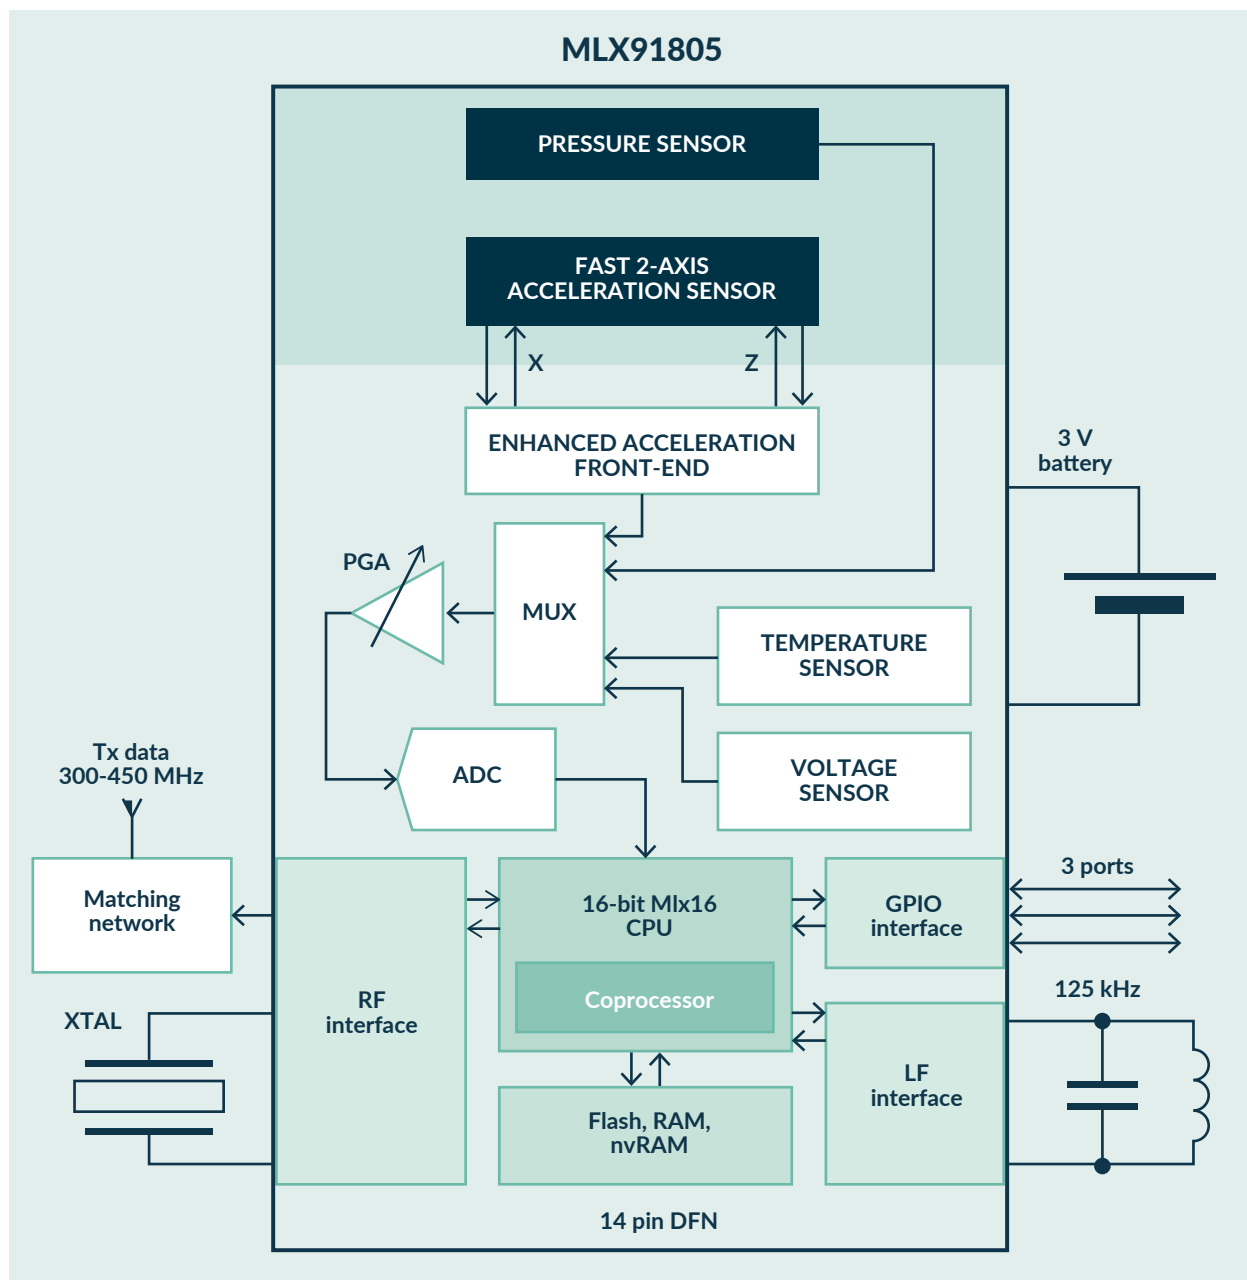 MLX91805
PRESSURE SENSOR
FAST 2-AXIS
ACCELERATION SENSOR
X
Z
ENHANCED ACCELERATION
FRONT-END
3 V
battery
PGA
MUX
TEMPERATURE
SENSOR
ADC
VOLTAGE
SENSOR
Tx data
300-450 MHz
Matching
network
16-bit Mlx16
CPU
GPIO
interface
3 ports
Coprocessor
RF
interface
XTAL
125 kHz
LF
interface
Flash, RAM,
nvRAM
14 pin DFN